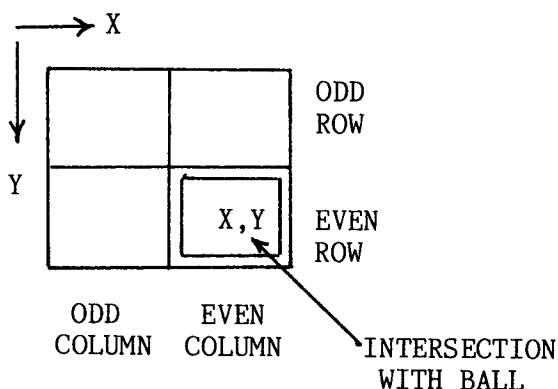 X
ODD
ROW
Y
X,Y
EVEN
ROW
ODD
COLUMN
EVEN
COLUMN
INTERSECTION
WITH BALL